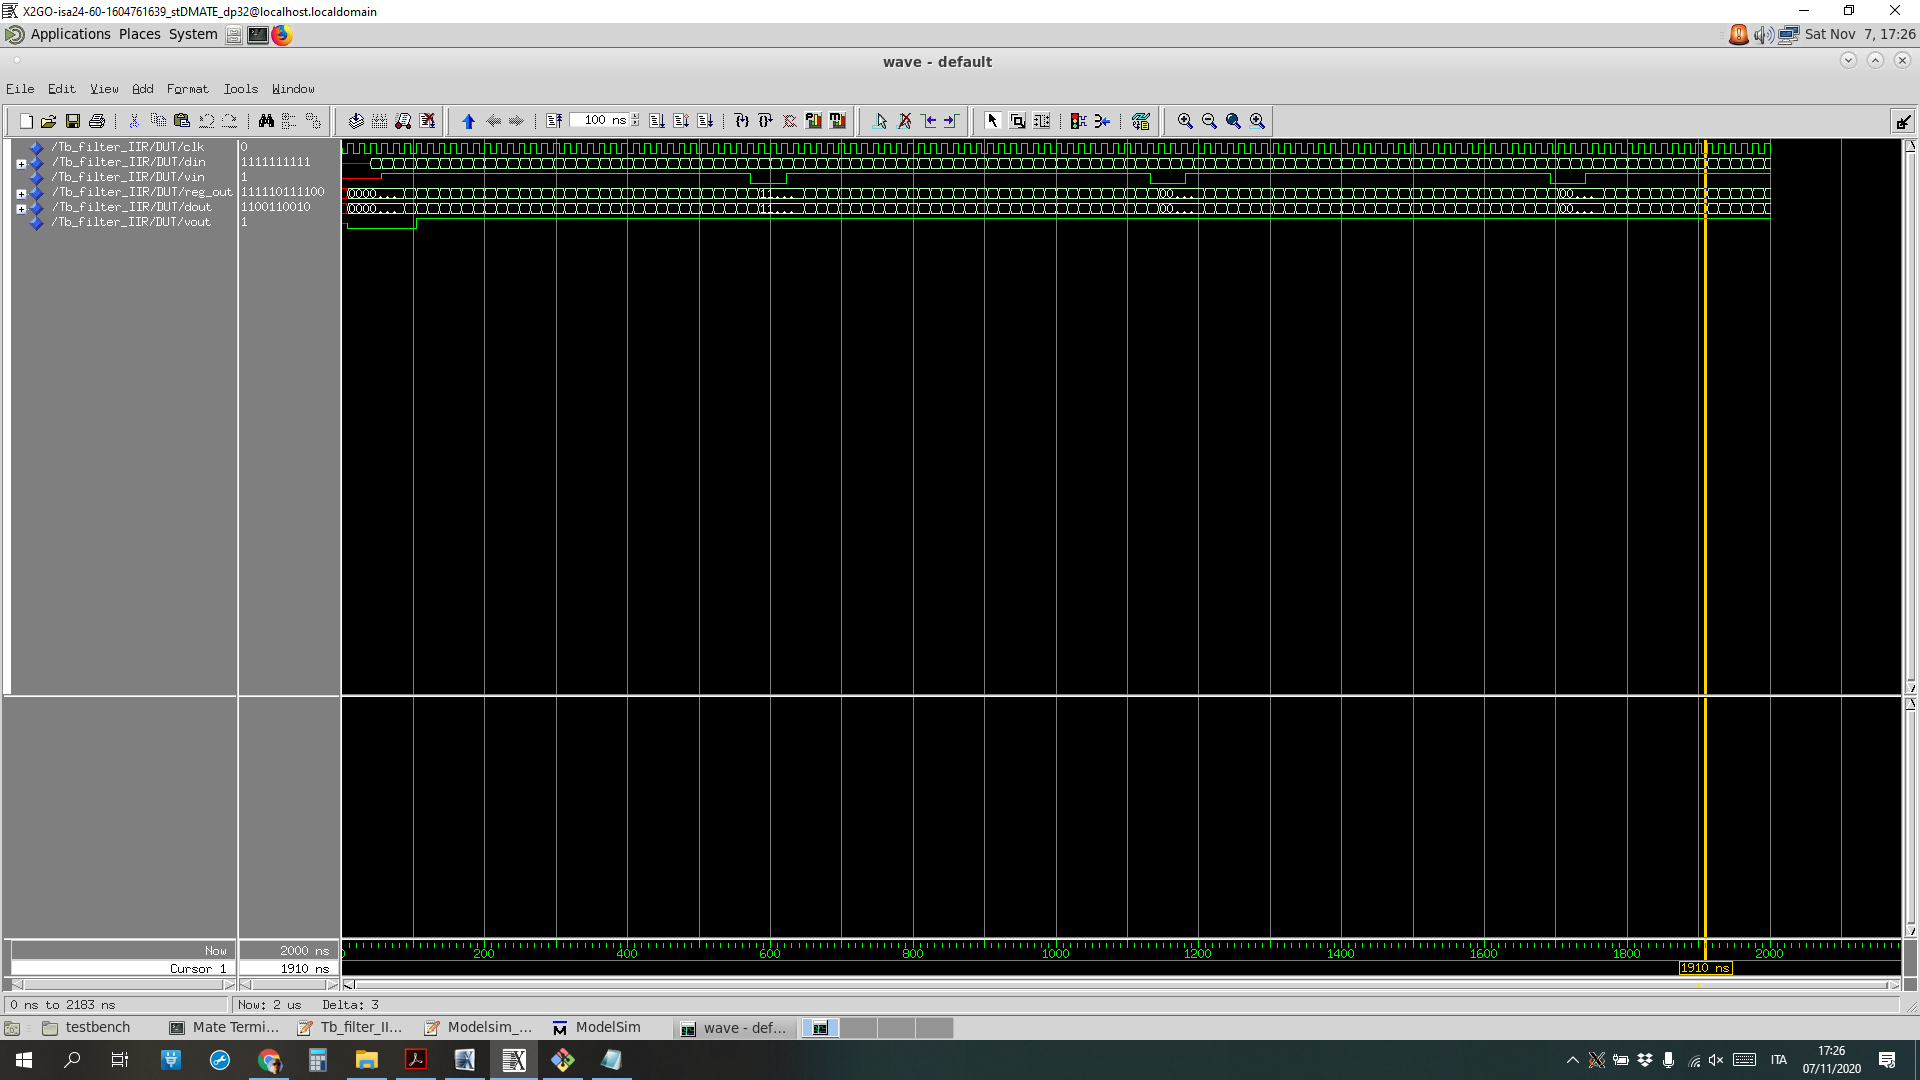 X2GO-isa24-60-1604761639_stDMATE_dp32@localhost.localdomain
Applications Places System Sat Nov 7, 17:26
wave - default
File Edit View Add Format Tools Window
100 ns
/Tb_filter_IIR/DUT/clk 0
/Tb_filter_IIR/DUT/din 1111111111
/Tb_filter_IIR/DUT/vin 1
/Tb_filter_IIR/DUT/reg_out 111110111100 0000... 11... 00... 00...
/Tb_filter_IIR/DUT/dout 1100110010 0000... 11... 00... 00...
/Tb_filter_IIR/DUT/vout 1
Now 2000 ns 200 400 600 800 1000 1200 1400 1600 1800 2000
Cursor 1 1910 ns 1910 ns
0 ns to 2183 ns Now: 2 us Delta: 3
testbench Mate Termi... Tb_filter_II... Modelsim_... ModelSim wave - def...
ITA 17:26
07/11/2020